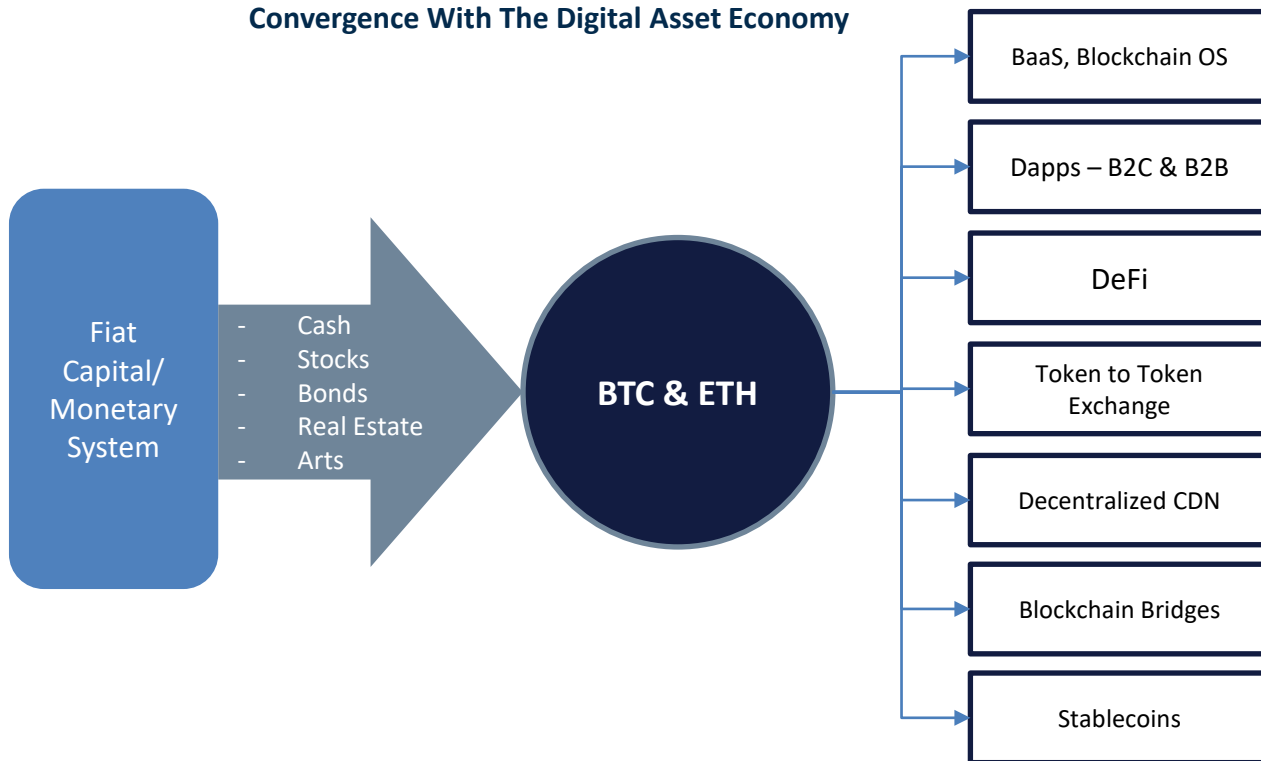 Convergence With The Digital Asset Economy
Fiat
Capital/
Monetary
System
- Cash
- Stocks
- Bonds
- Real Estate
- Arts
BTC & ETH
BaaS, Blockchain OS
Dapps – B2C & B2B
DeFi
Token to Token
Exchange
Decentralized CDN
Blockchain Bridges
Stablecoins